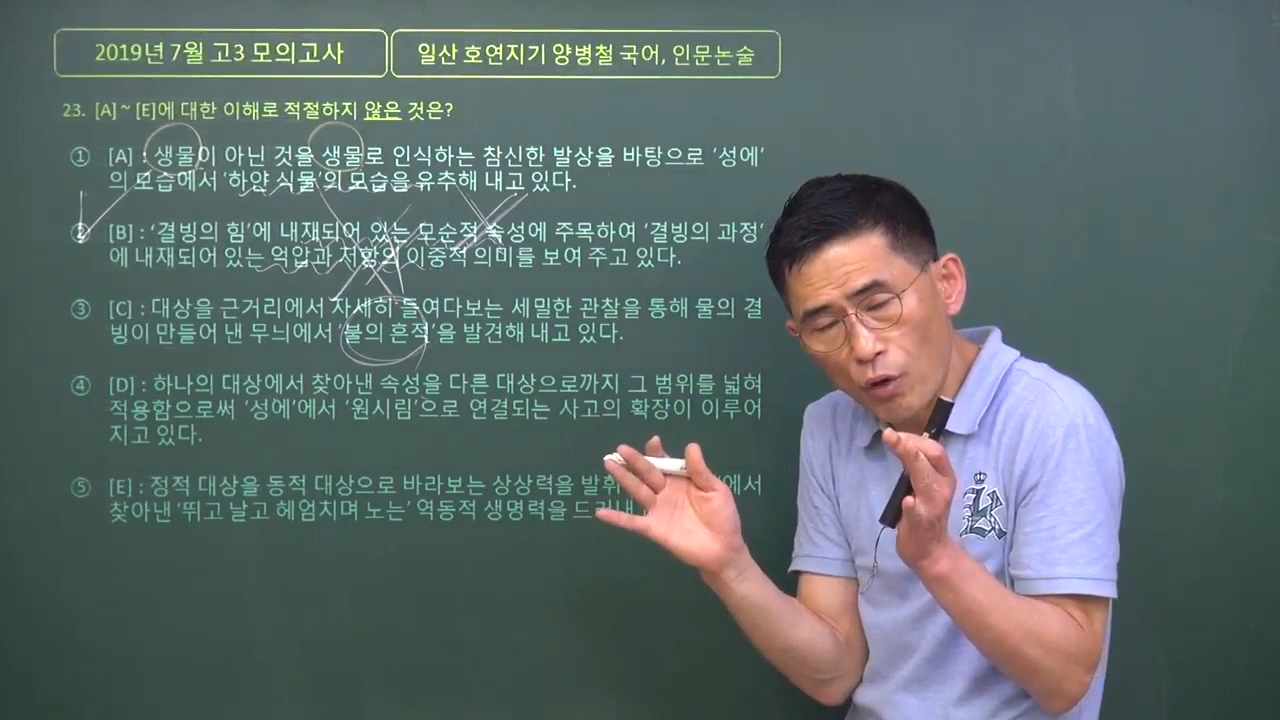 2019년 7월 고3 모의고사
일산 호연지기 양병철 국어, 인문논술
23. [A] ~ [E]에 대한 이해로 적절하지 않은 것은?
① [A] : 생물이 아닌 것을 생물로 인식하는 참신한 발상을 바탕으로 '성에'
의 모습에서 '하얀 식물'의 모습을 유추해 내고 있다.
② [B] : '결빙의 힘'에 내재되어 있는 모순적 속성에 주목하여 '결빙의 과정'
에 내재되어 있는 억압과 저항의 이중적 의미를 보여 주고 있다.
③ [C] : 대상을 근거리에서 자세히 들여다보는 세밀한 관찰을 통해 물의 결
빙이 만들어 낸 무늬에서 '불의 흔적'을 발견해 내고 있다.
④ [D] : 하나의 대상에서 찾아낸 속성을 다른 대상으로까지 그 범위를 넓혀
적용함으로써 '성에'에서 '원시림'으로 연결되는 사고의 확장이 이루어
지고 있다.
⑤ [E] : 정적 대상을 동적 대상으로 바라보는 상상력을 에서
찾아낸 '뛰고 날고 헤엄치며 노는' 역동적 생명력을